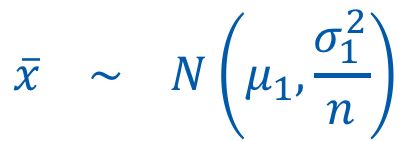 x̄ ~ N(μ₁, σ₁²/n)